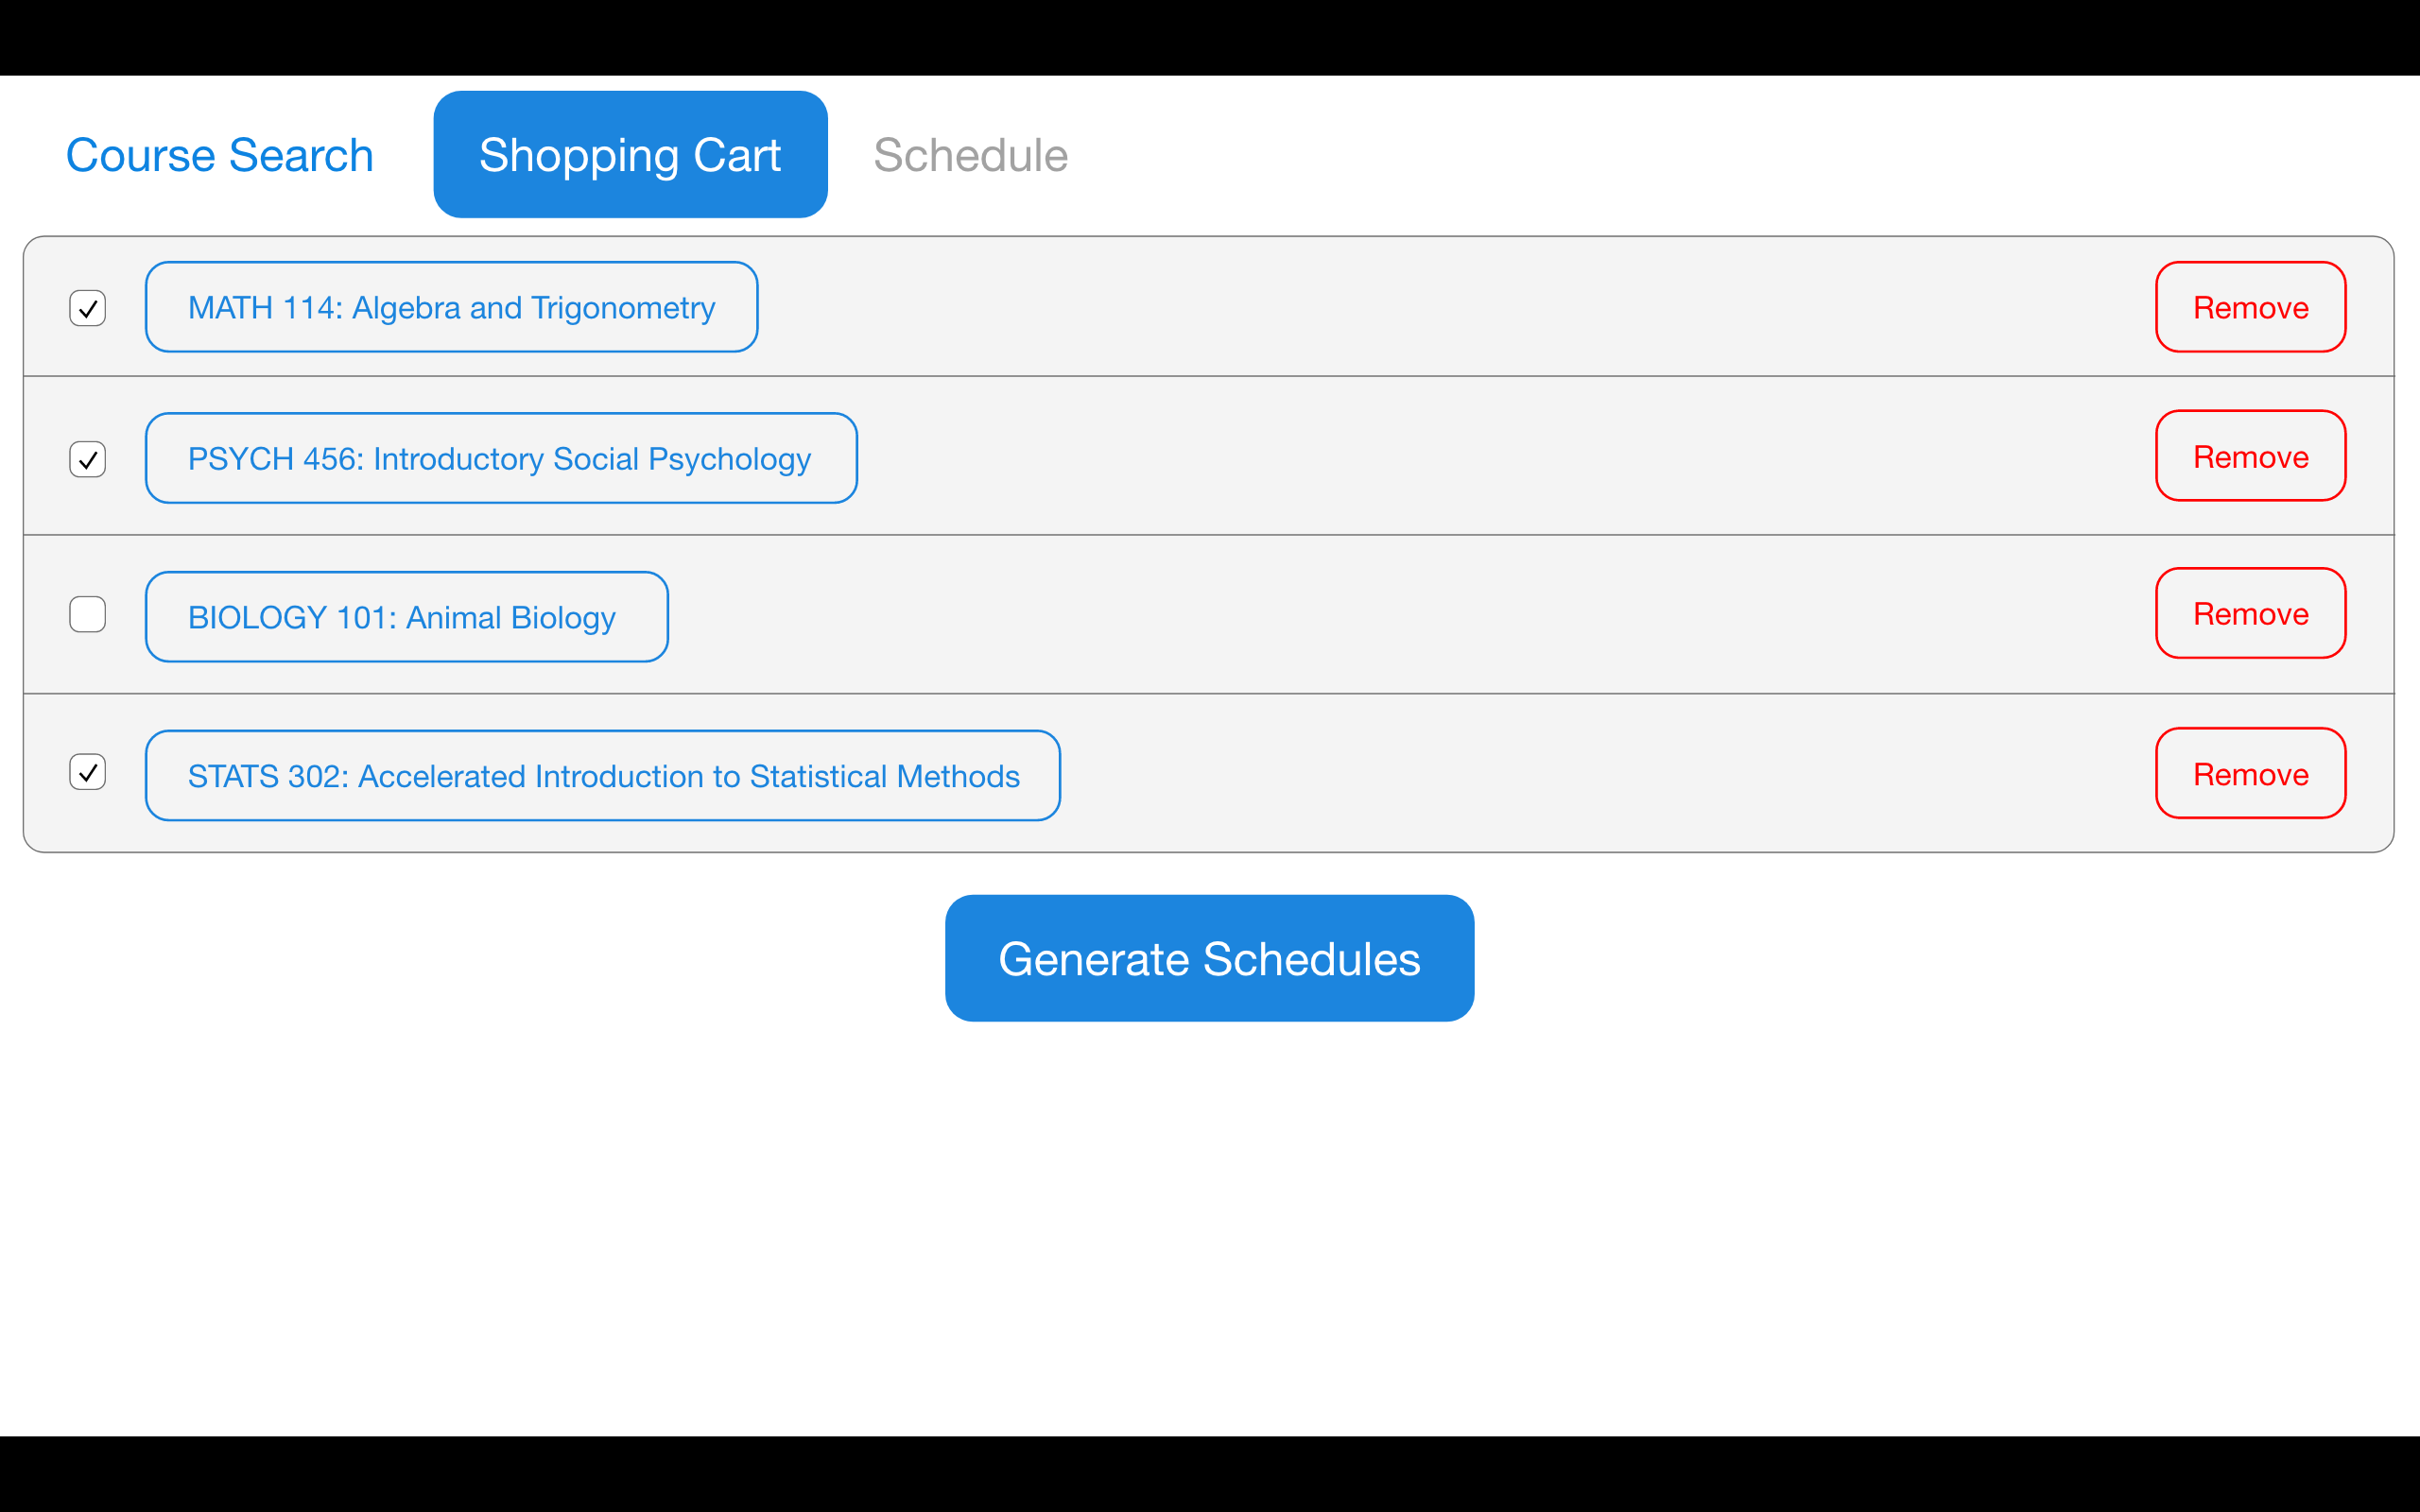 Course Search Shopping Cart Schedule
MATH 114: Algebra and Trigonometry Remove
PSYCH 456: Introductory Social Psychology Remove
BIOLOGY 101: Animal Biology Remove
STATS 302: Accelerated Introduction to Statistical Methods Remove
Generate Schedules